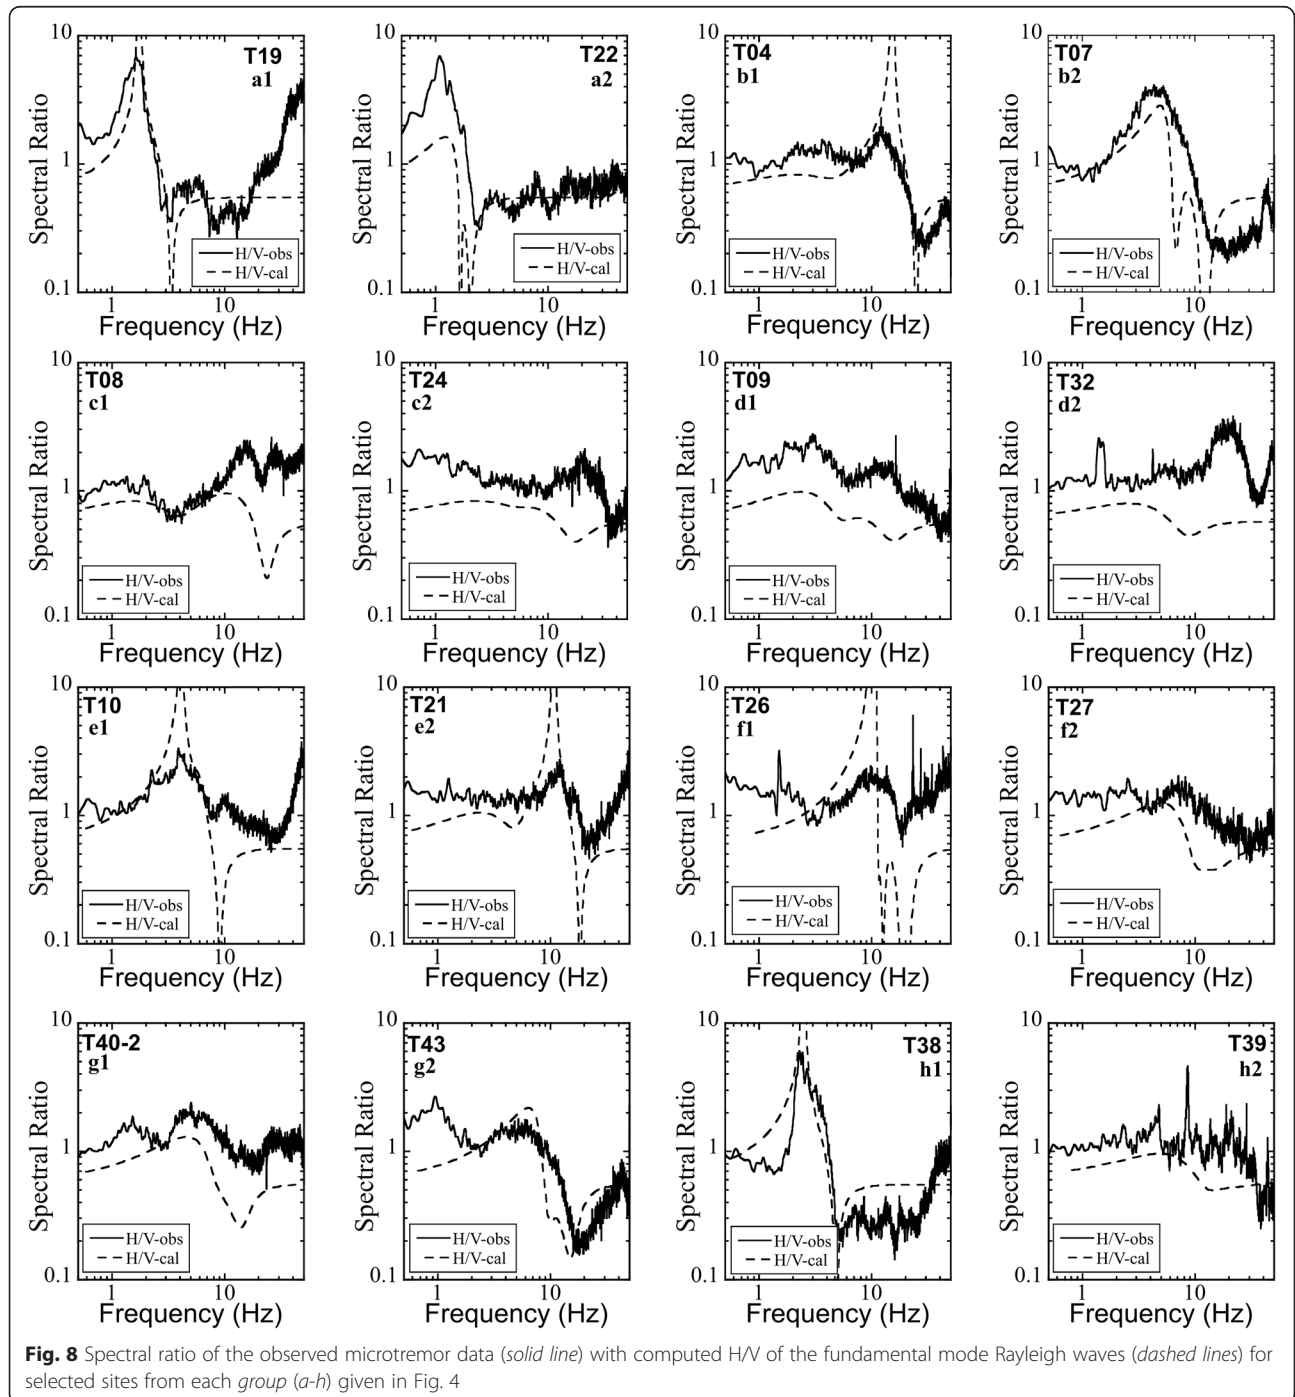 10
1
0.1
Spectral Ratio
T19
a1
H/V-obs
H/V-cal
1
10
Frequency (Hz)
10
1
0.1
Spectral Ratio
T22
a2
H/V-obs
H/V-cal
1
10
Frequency (Hz)
10
1
0.1
Spectral Ratio
T04
b1
H/V-obs
H/V-cal
1
10
Frequency (Hz)
10
1
0.1
Spectral Ratio
T07
b2
H/V-obs
H/V-cal
1
10
Frequency (Hz)
10
1
0.1
Spectral Ratio
T08
c1
H/V-obs
H/V-cal
1
10
Frequency (Hz)
10
1
0.1
Spectral Ratio
T24
c2
H/V-obs
H/V-cal
1
10
Frequency (Hz)
10
1
0.1
Spectral Ratio
T09
d1
H/V-obs
H/V-cal
1
10
Frequency (Hz)
10
1
0.1
Spectral Ratio
T32
d2
H/V-obs
H/V-cal
1
10
Frequency (Hz)
10
1
0.1
Spectral Ratio
T10
e1
H/V-obs
H/V-cal
1
10
Frequency (Hz)
10
1
0.1
Spectral Ratio
T21
e2
H/V-obs
H/V-cal
1
10
Frequency (Hz)
10
1
0.1
Spectral Ratio
T26
f1
H/V-obs
H/V-cal
1
10
Frequency (Hz)
10
1
0.1
Spectral Ratio
T27
f2
H/V-obs
H/V-cal
1
10
Frequency (Hz)
10
1
0.1
Spectral Ratio
T40-2
g1
H/V-obs
H/V-cal
1
10
Frequency (Hz)
10
1
0.1
Spectral Ratio
T43
g2
H/V-obs
H/V-cal
1
10
Frequency (Hz)
10
1
0.1
Spectral Ratio
T38
h1
H/V-obs
H/V-cal
1
10
Frequency (Hz)
10
1
0.1
Spectral Ratio
T39
h2
H/V-obs
H/V-cal
1
10
Frequency (Hz)
Fig. 8 Spectral ratio of the observed microtremor data (solid line) with computed H/V of the fundamental mode Rayleigh waves (dashed lines) for
selected sites from each group (a-h) given in Fig. 4